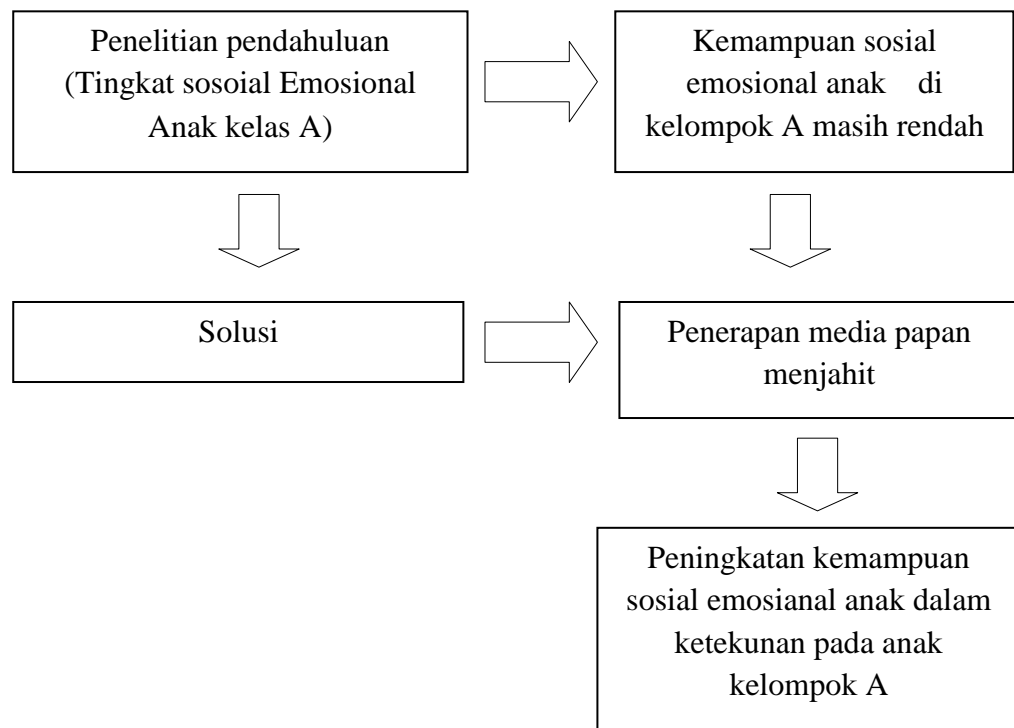 Penelitian pendahuluan
(Tingkat sosoial Emosional
Anak kelas A)
Kemampuan sosial
emosional anak di
kelompok A masih rendah
Solusi
Penerapan media papan
menjahit
Peningkatan kemampuan
sosial emosianal anak dalam
ketekunan pada anak
kelompok A